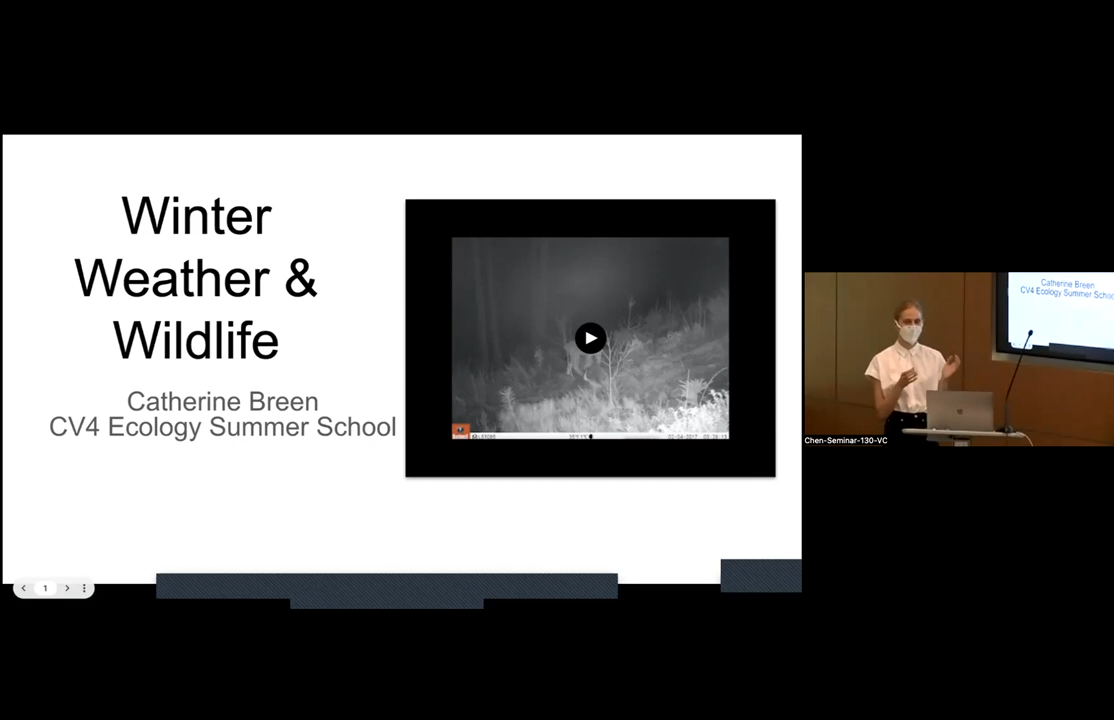 Winter
Weather &
Wildlife
Catherine Breen
CV4 Ecology Summer School
1
Catherine Breen
CV4 Ecology Summer Schoo
Chen-Seminar-130-VC